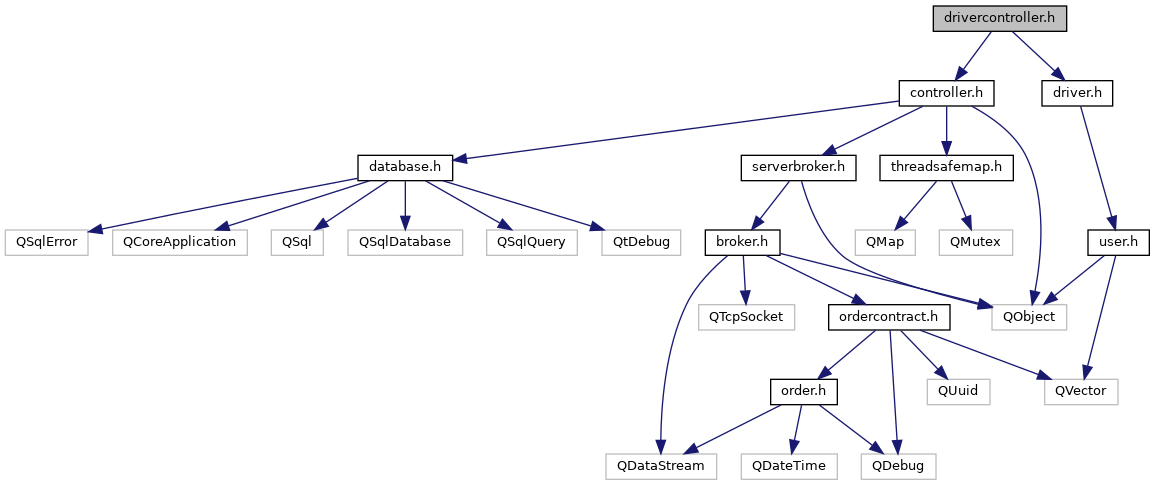 drivercontroller.h
controller.h
driver.h
database.h
serverbroker.h
threadsafemap.h
QSqlError
QCoreApplication
QSql
QSqlDatabase
QSqlQuery
QtDebug
broker.h
QMap
QMutex
user.h
QTcpSocket
ordercontract.h
QObject
order.h
QUuid
QVector
QDataStream
QDateTime
QDebug